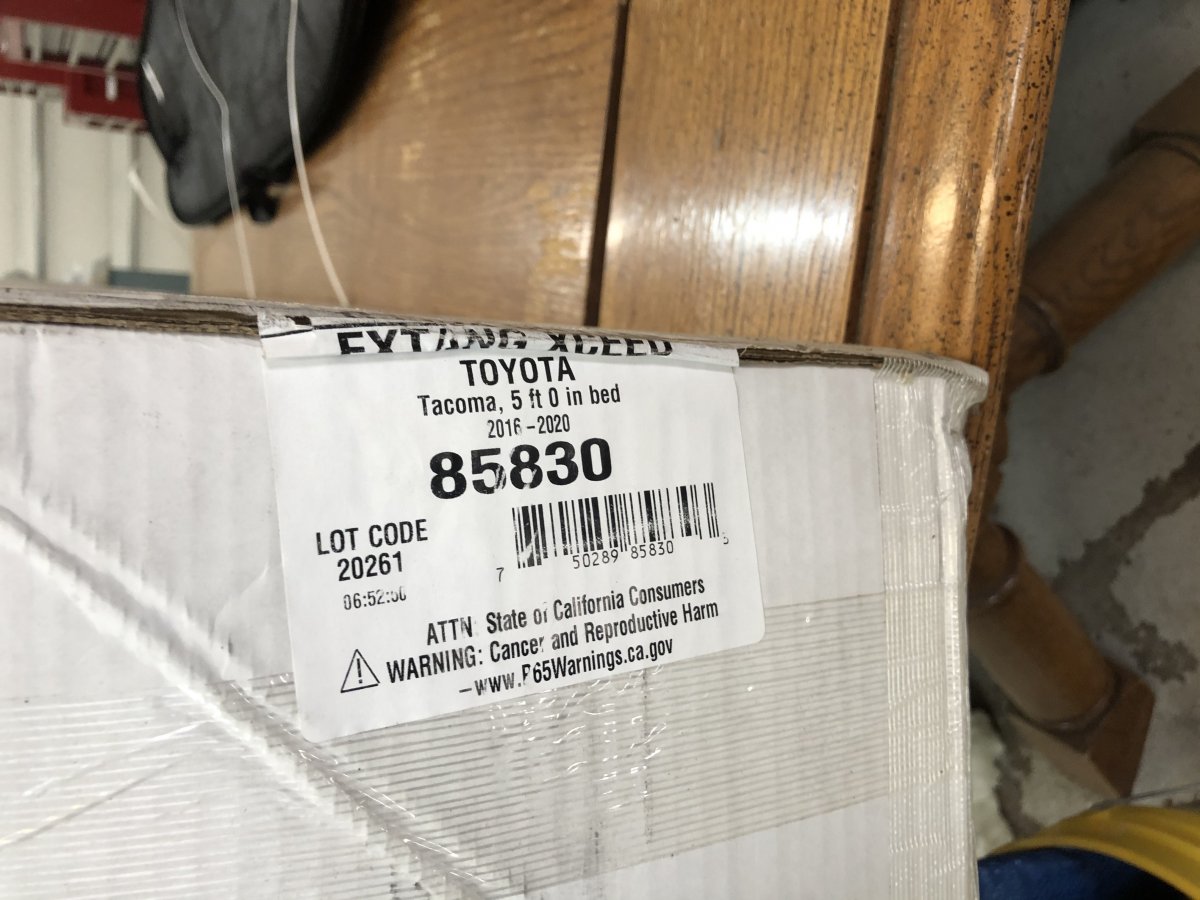 EXTANG XCEED
TOYOTA
Tacoma, 5 ft 0 in bed
2016 - 2020
85830
LOT CODE
20261
06:52:
7 50289 85830 5
ATTN State of California Consumers
WARNING: Cancer and Reproductive Harm
–www.P65Warnings.ca.gov